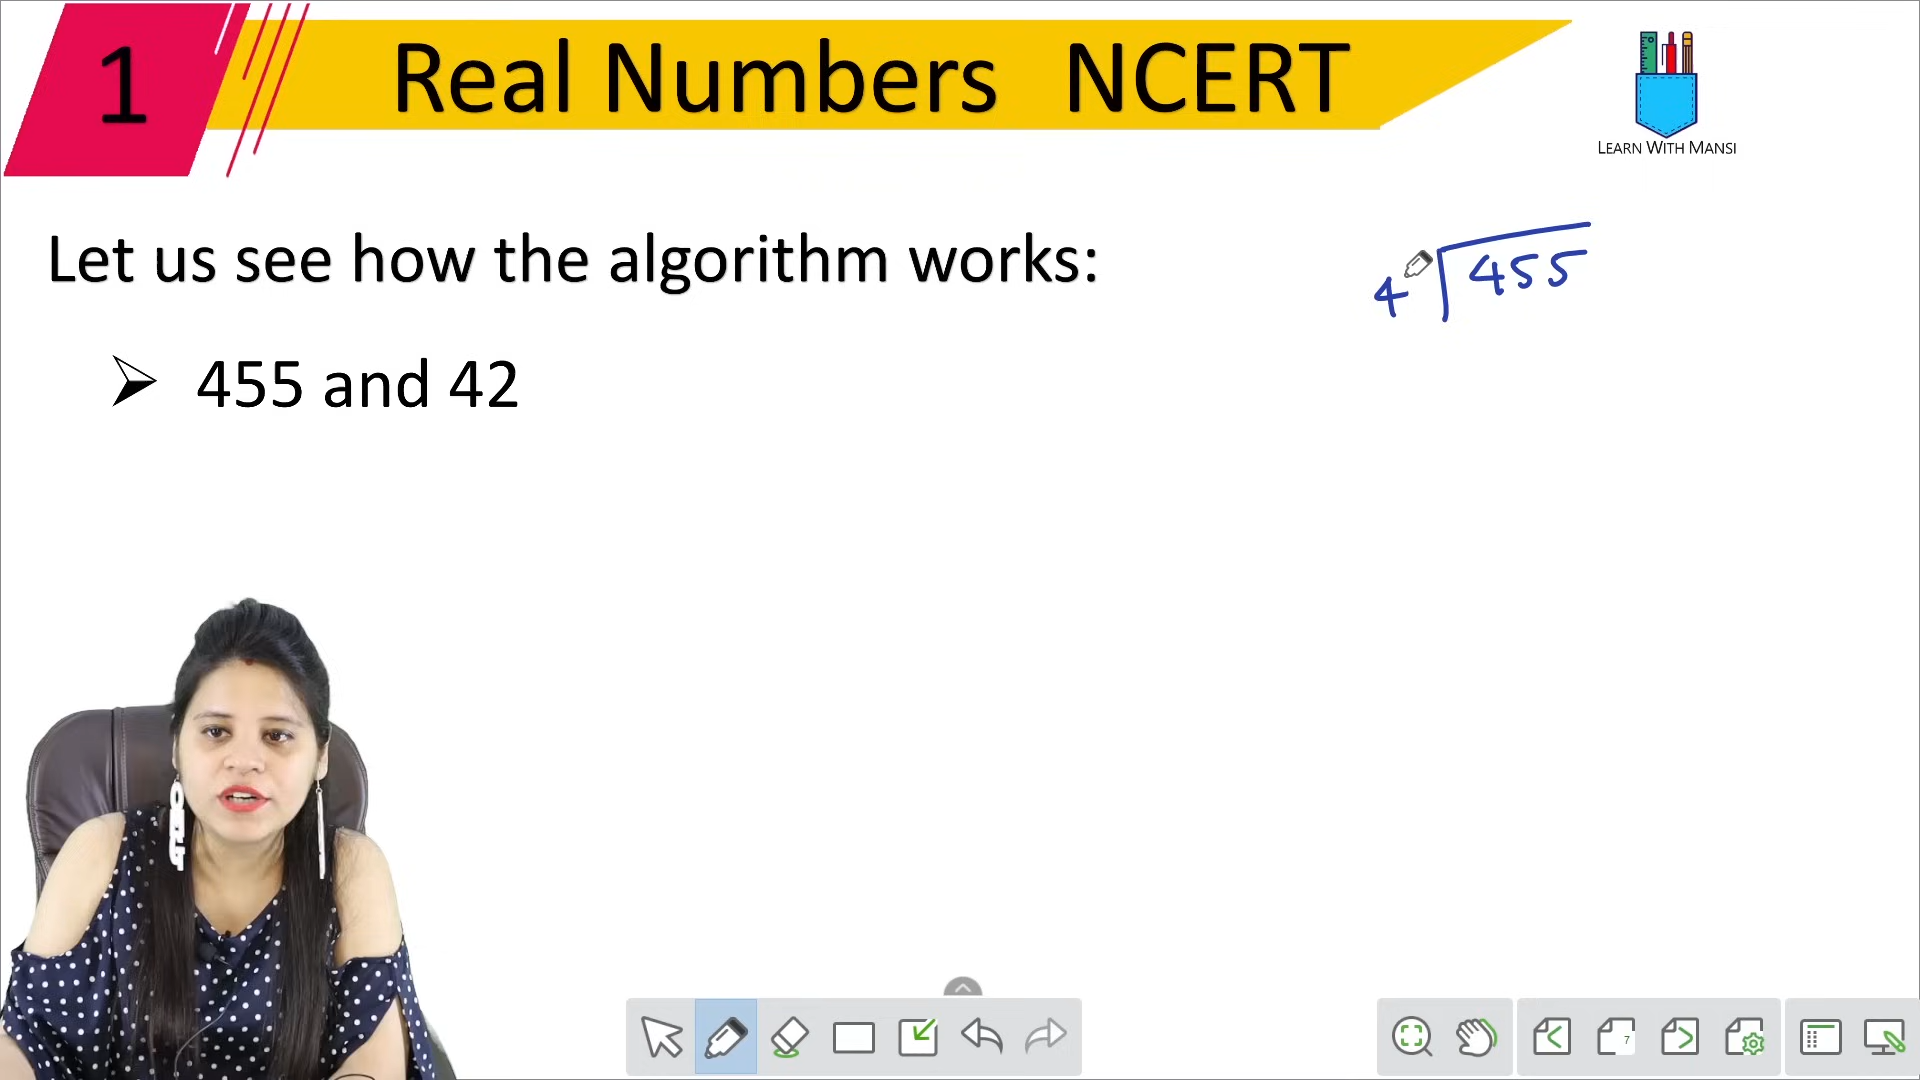 1
Real Numbers NCERT
LEARN WITH MANSI
Let us see how the algorithm works:
4 455
455 and 42
7